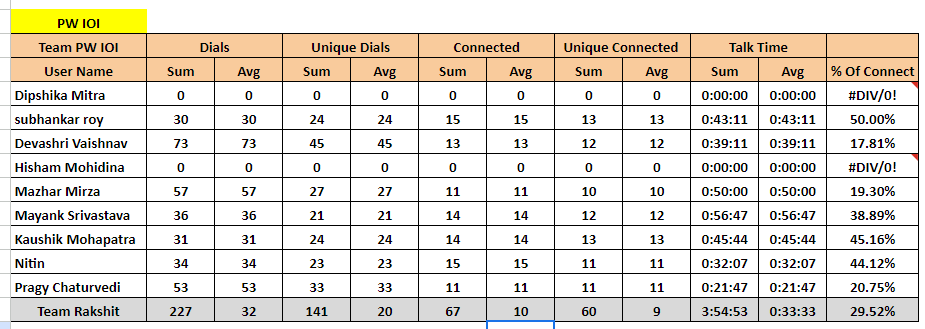 PW IOI
Team PW IOI Dials Unique Dials Connected Unique Connected Talk Time
User Name Sum Avg Sum Avg Sum Avg Sum Avg Sum Avg % Of Connect
Dipshika Mitra 0 0 0 0 0 0 0 0 0:00:00 0:00:00 #DIV/0!
subhankar roy 30 30 24 24 15 15 13 13 0:43:11 0:43:11 50.00%
Devashri Vaishnav 73 73 45 45 13 13 12 12 0:39:11 0:39:11 17.81%
Hisham Mohidina 0 0 0 0 0 0 0 0 0:00:00 0:00:00 #DIV/0!
Mazhar Mirza 57 57 27 27 11 11 10 10 0:50:00 0:50:00 19.30%
Mayank Srivastava 36 36 21 21 14 14 12 12 0:56:47 0:56:47 38.89%
Kaushik Mohapatra 31 31 24 24 14 14 13 13 0:45:44 0:45:44 45.16%
Nitin 34 34 23 23 15 15 11 11 0:32:07 0:32:07 44.12%
Pragy Chaturvedi 53 53 33 33 11 11 11 11 0:21:47 0:21:47 20.75%
Team Rakshit 227 32 141 20 67 10 60 9 3:54:53 0:33:33 29.52%